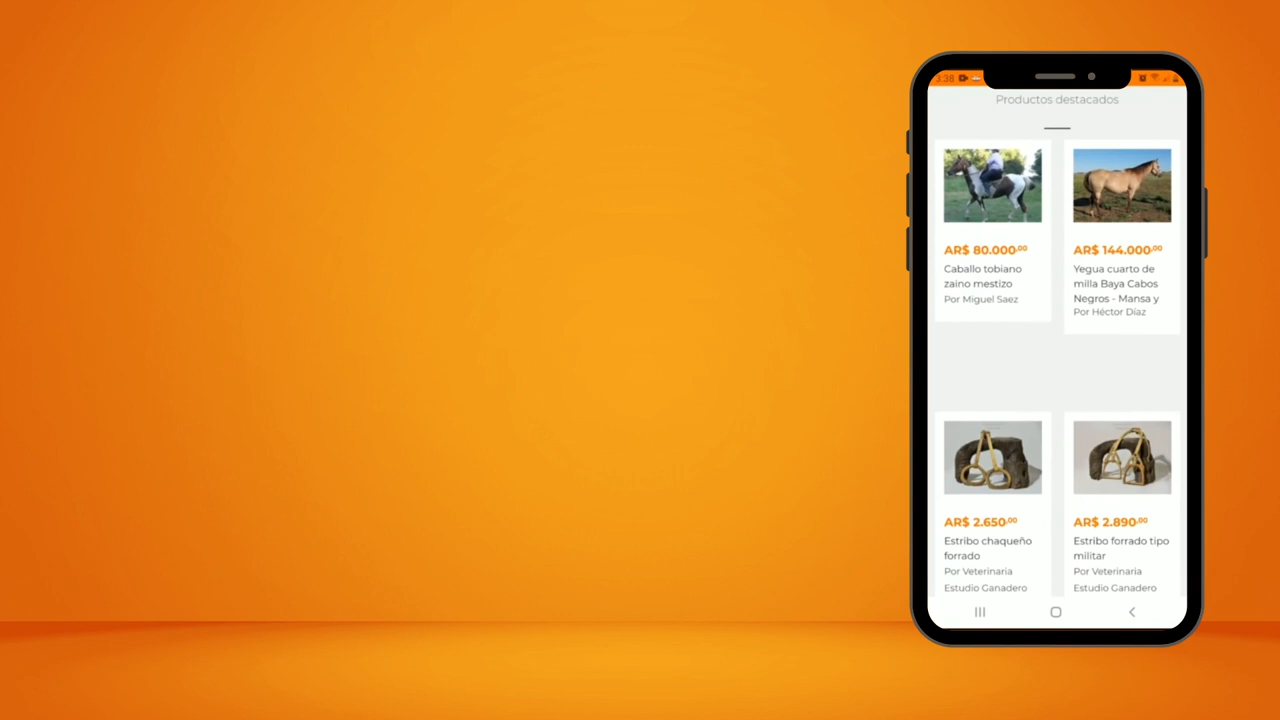 3:38
Productos destacados
AR$ 80.000,00
Caballo tobiano
zaino mestizo
Por Miguel Saez
AR$ 144.000,00
Yegua cuarto de
milla Baya Cabos
Negros - Mansa y
Por Héctor Díaz
AR$ 2.650,00
Estribo chaqueño
forrado
Por Veterinaria
Estudio Ganadero
AR$ 2.890,00
Estribo forrado tipo
militar
Por Veterinaria
Estudio Ganadero